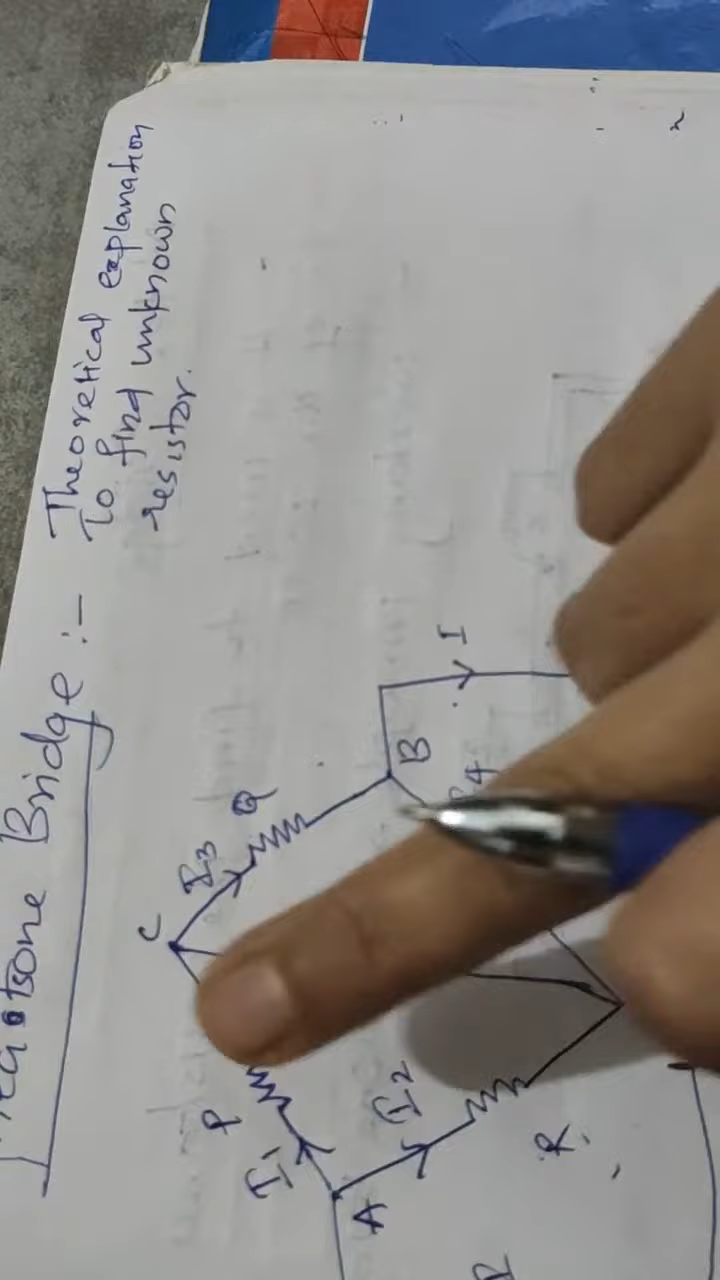 Bridge :- Theoretical explanation
To find unknown
resistor.
C
I3
Q
B
I
P
I1
A
I2
R